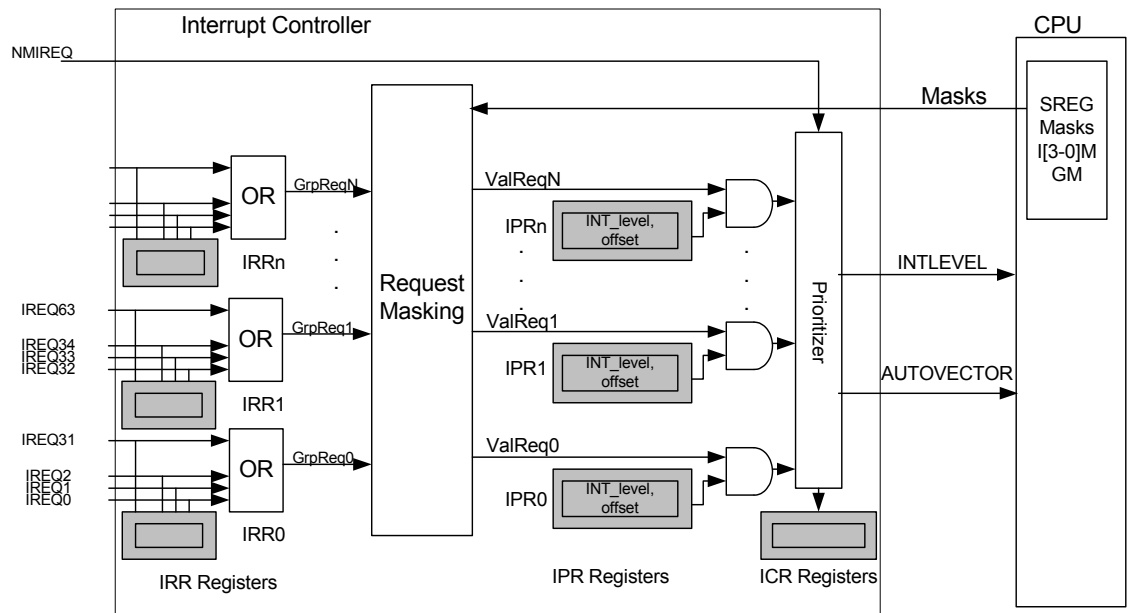 Interrupt Controller
CPU
NMIREQ
Masks
SREG
Masks
I[3-0]M
GM
OR
GrpReqN
ValReqN
IRRn
IPRn
INT_level,
offset
Request
Masking
Prioritizer
INTLEVEL
IREQ63
IREQ34
IREQ33
IREQ32
OR
GrpReq1
ValReq1
IRR1
IPR1
INT_level,
offset
AUTOVECTOR
IREQ31
IREQ2
IREQ1
IREQ0
OR
GrpReq0
ValReq0
IRR0
IPR0
INT_level,
offset
IRR Registers
IPR Registers
ICR Registers